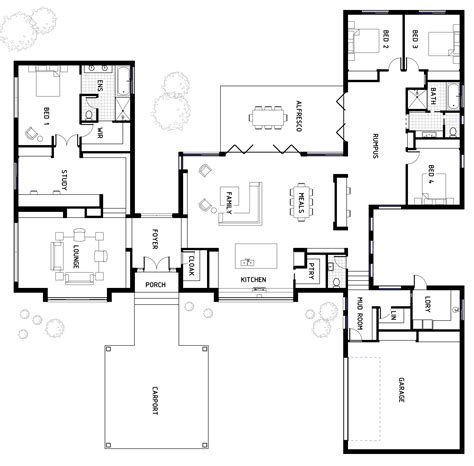 BED 2
BED 3
ENS
BED 1
WIR
BATH
ALFRESCO
RUMPUS
BED 4
STUDY
FAMILY
MEALS
LOUNGE
FOYER
CLOAK
KITCHEN
PTRY
PORCH
MUD ROOM
LIN
LDRY
CARPORT
GARAGE